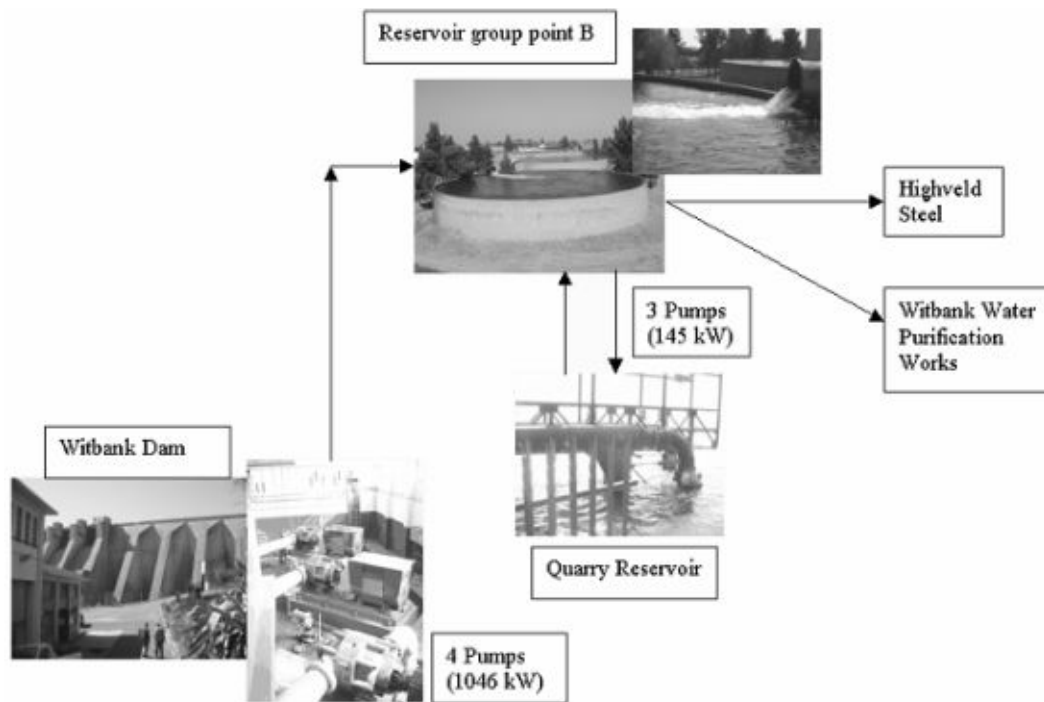 Reservoir group point B
Highveld
Steel
3 Pumps
(145 kW)
Witbank Water
Purification
Works
Witbank Dam
Quarry Reservoir
4 Pumps
(1046 kW)